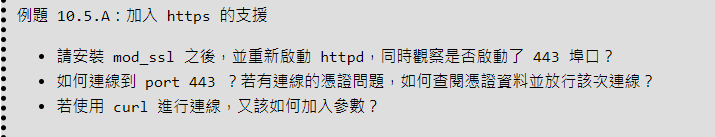 例題 10.5.A：加入 https 的支援
請安裝 mod_ssl 之後，並重新啟動 httpd，同時觀察是否啟動了 443 埠口？
如何連線到 port 443 ？若有連線的憑證問題，如何查閱憑證資料並放行該次連線？
若使用 curl 進行連線，又該如何加入參數？